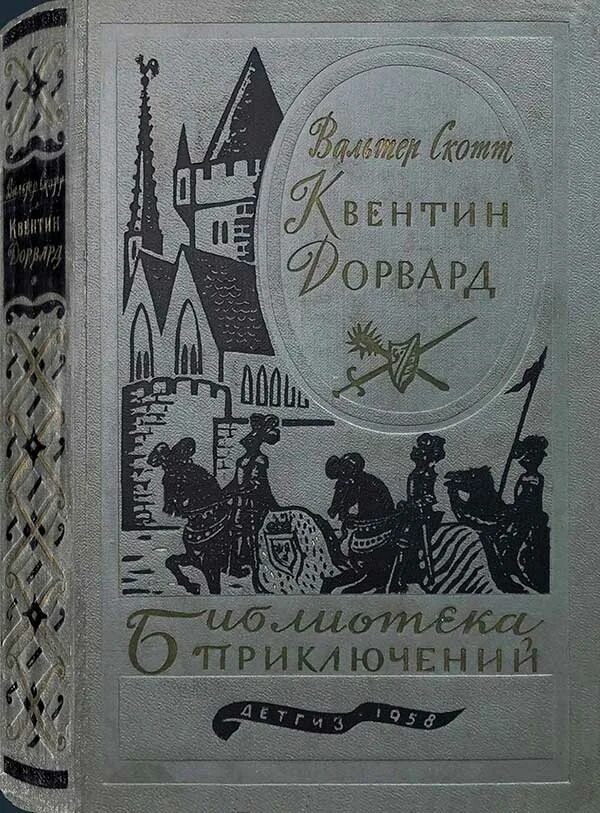 Вальтер Скотт
Квентин
Дорвард
Вальтер Скотт
Квентин
Дорвард
Библиотека
приключений
ДЕТГИЗ · 1958